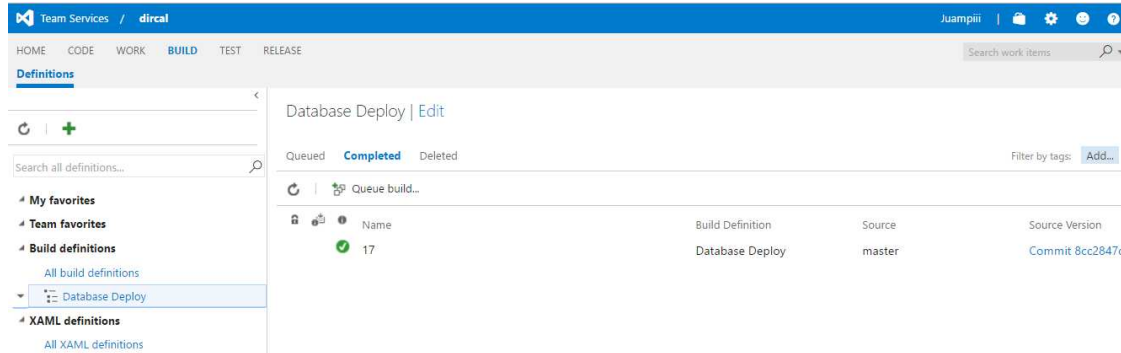 Team Services / dircal Juampiii |
HOME CODE WORK BUILD TEST RELEASE Search work items
Definitions
Database Deploy | Edit
Queued Completed Deleted Filter by tags: Add...
Search all definitions...
Queue build...
My favorites
Team favorites
Name Build Definition Source Source Version
Build definitions
17 Database Deploy master Commit 8cc2847
All build definitions
Database Deploy
XAML definitions
All XAML definitions